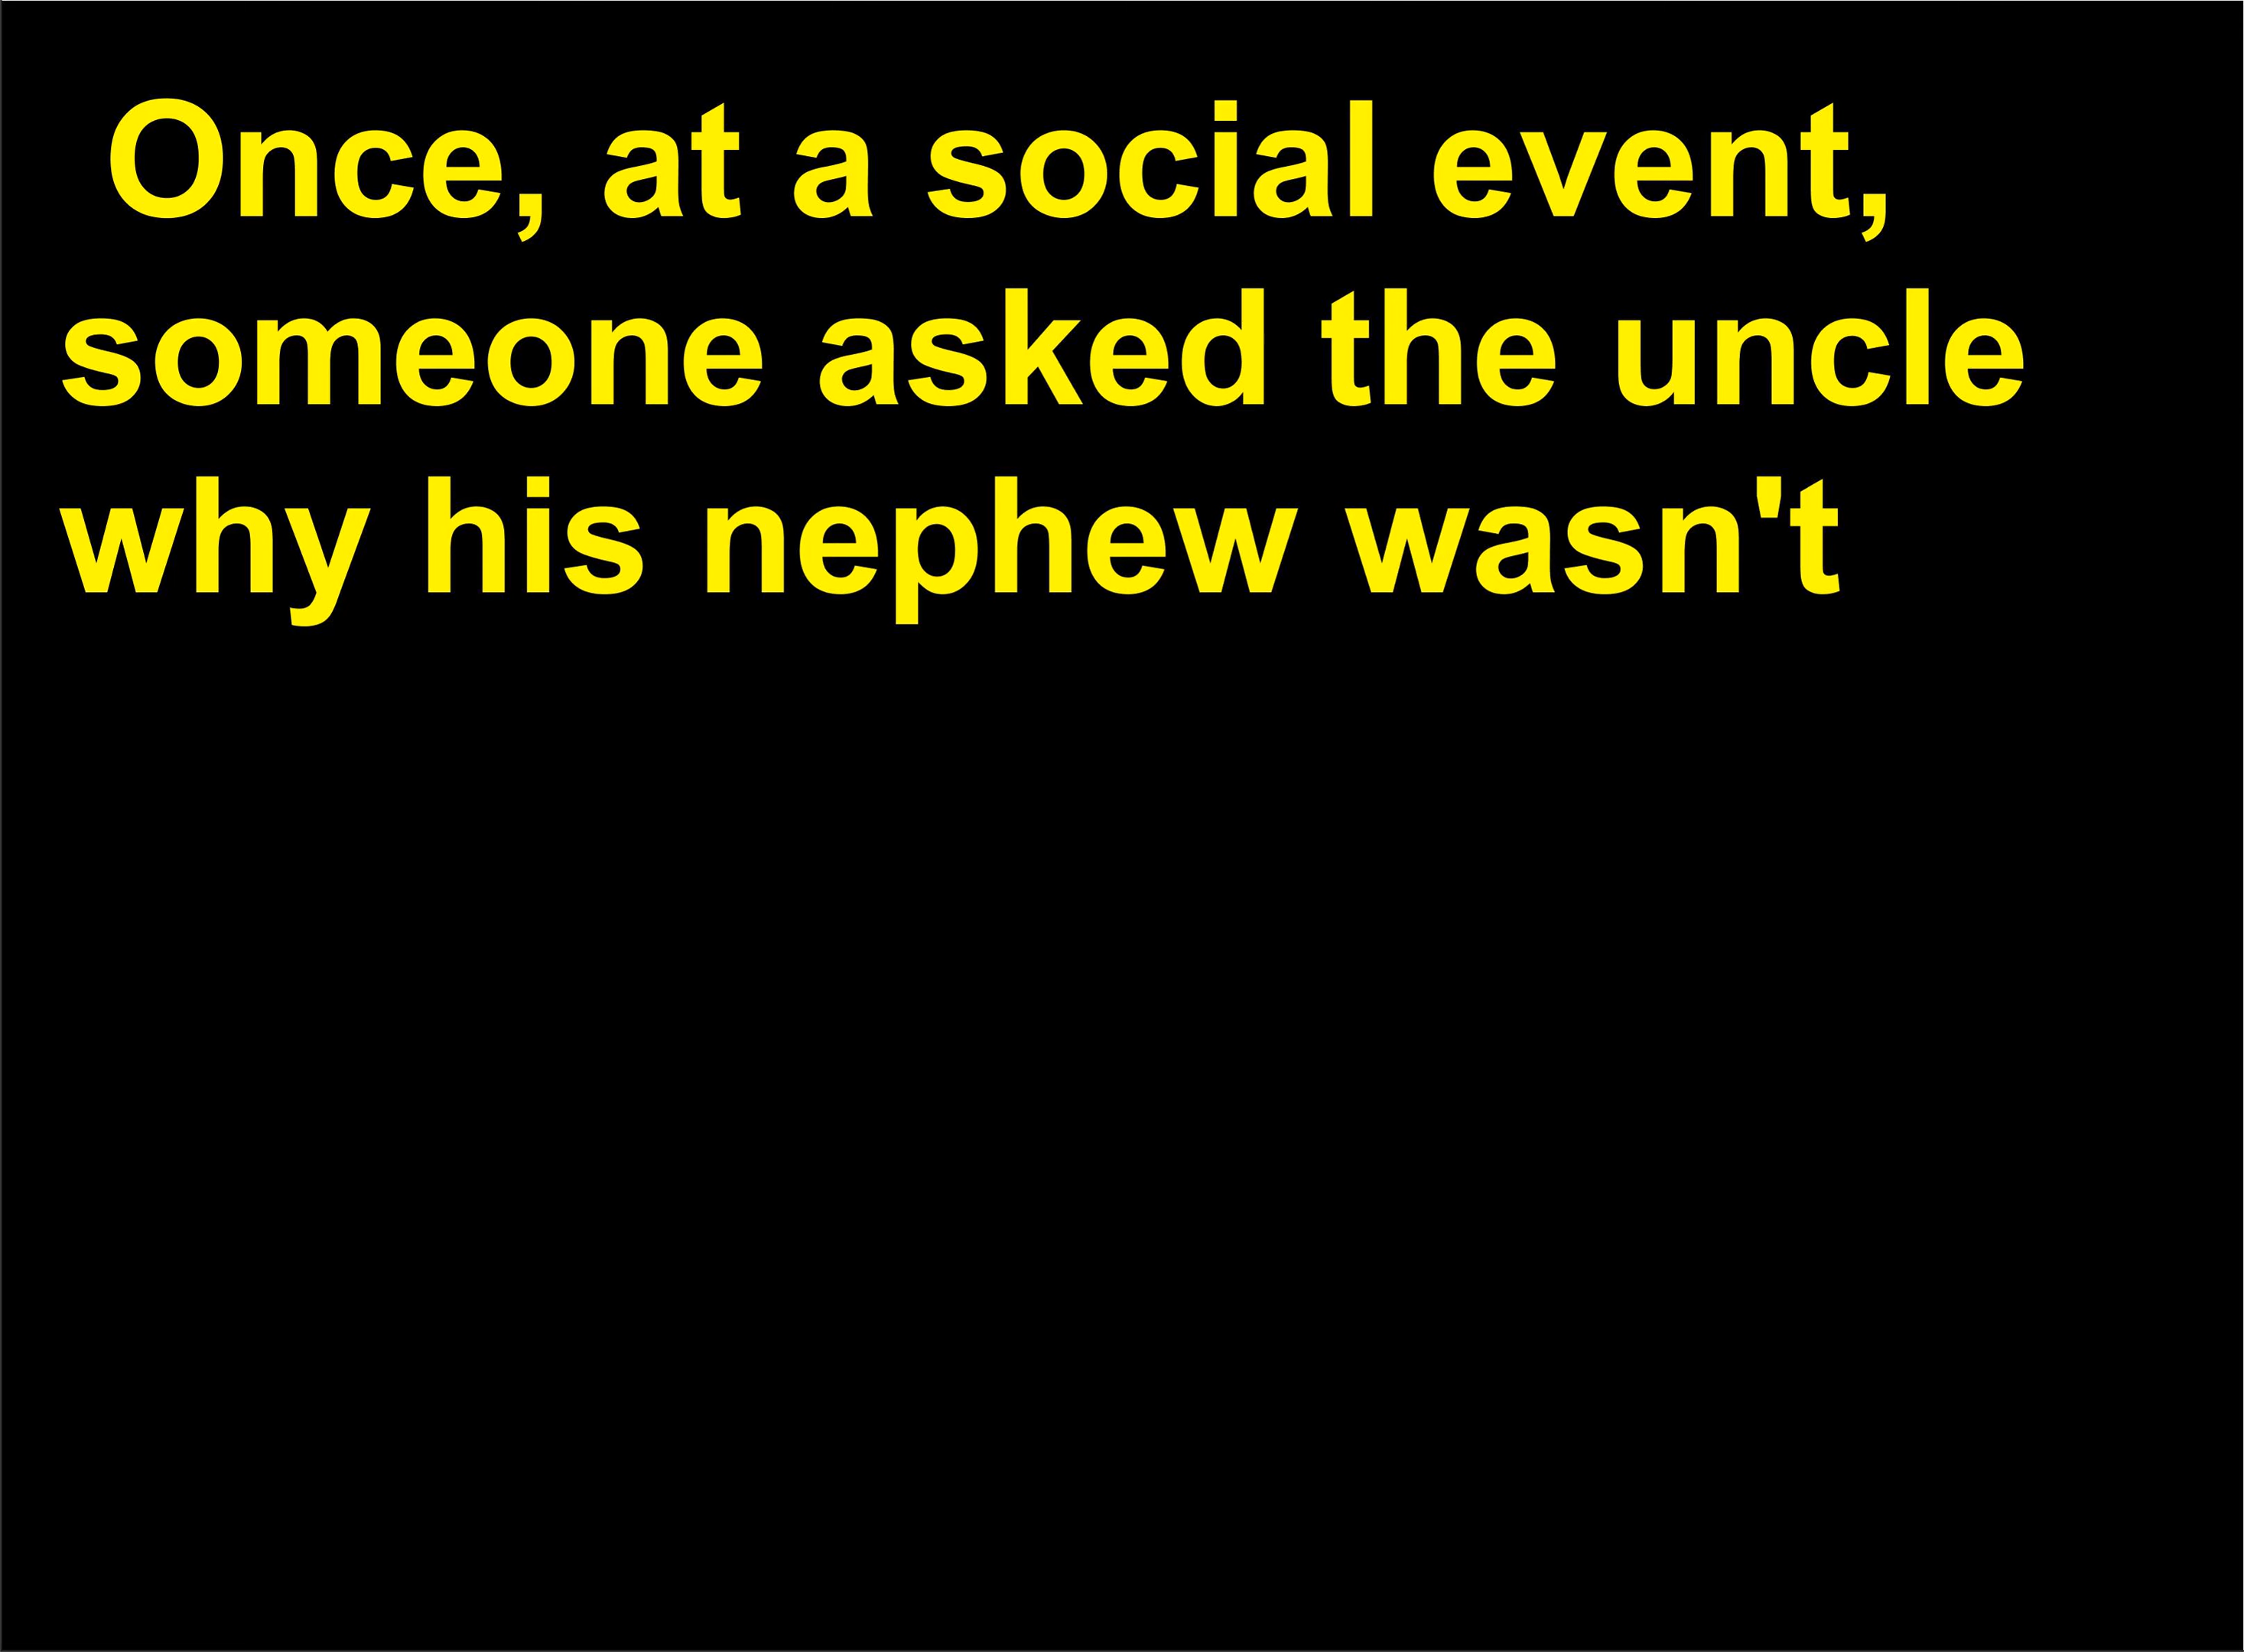 Once, at a social event,
someone asked the uncle
why his nephew wasn't